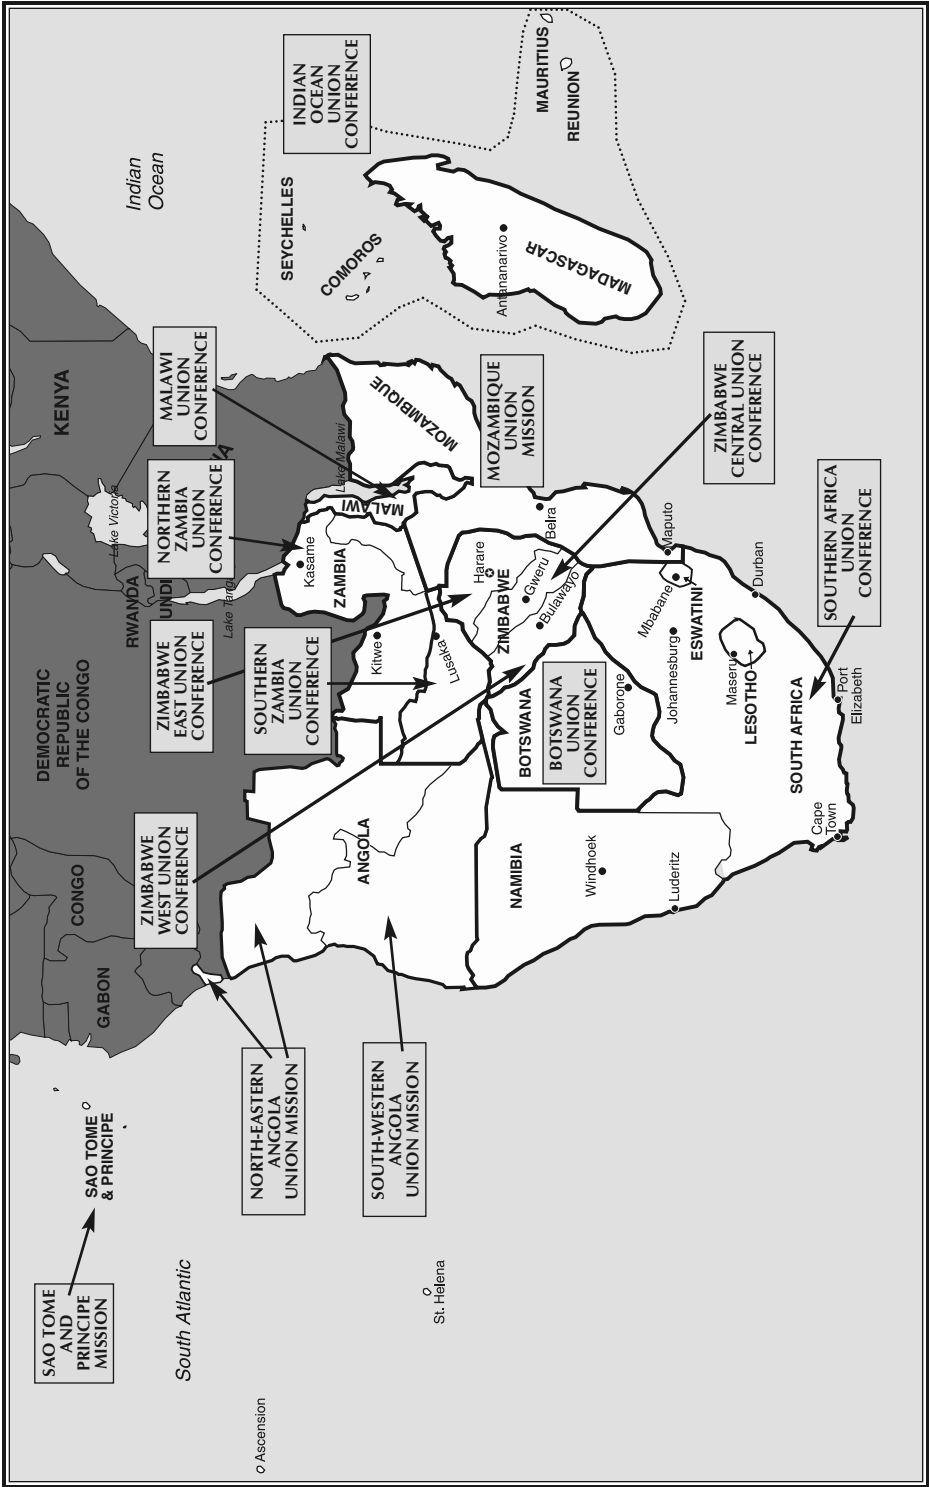 SAO TOME
AND
PRINCIPE
MISSION
SAO TOME
& PRINCIPE
South Atlantic
Ascension
St. Helena
NORTH-EASTERN
ANGOLA
UNION MISSION
SOUTH-WESTERN
ANGOLA
UNION MISSION
GABON
CONGO
DEMOCRATIC
REPUBLIC
OF THE CONGO
RWANDA
UNDI
KENYA
IA
Lake Victoria
Lake Tanga
Lake Malawi
Indian
Ocean
ZIMBABWE
WEST UNION
CONFERENCE
ZIMBABWE
EAST UNION
CONFERENCE
SOUTHERN
ZAMBIA
UNION
CONFERENCE
NORTHERN
ZAMBIA
UNION
CONFERENCE
MALAWI
UNION
CONFERENCE
INDIAN
OCEAN
UNION
CONFERENCE
SEYCHELLES
COMOROS
MAURITIUS
REUNION
Antananarivo
MADAGASCAR
MOZAMBIQUE
MOZAMBIQUE
UNION
MISSION
ZIMBABWE
CENTRAL UNION
CONFERENCE
MALAWI
ZAMBIA
Kasame
Kitwe
Lusaka
ANGOLA
ZIMBABWE
Harare
Gweru
Bulawayo
Belra
NAMIBIA
Windhoek
Luderitz
BOTSWANA
BOTSWANA
UNION
CONFERENCE
Gaborone
Johannesburg
Mbabane
ESWATINI
Maputo
Maseru
LESOTHO
Durban
SOUTH AFRICA
Cape
Town
Port
Elizabeth
SOUTHERN AFRICA
UNION
CONFERENCE